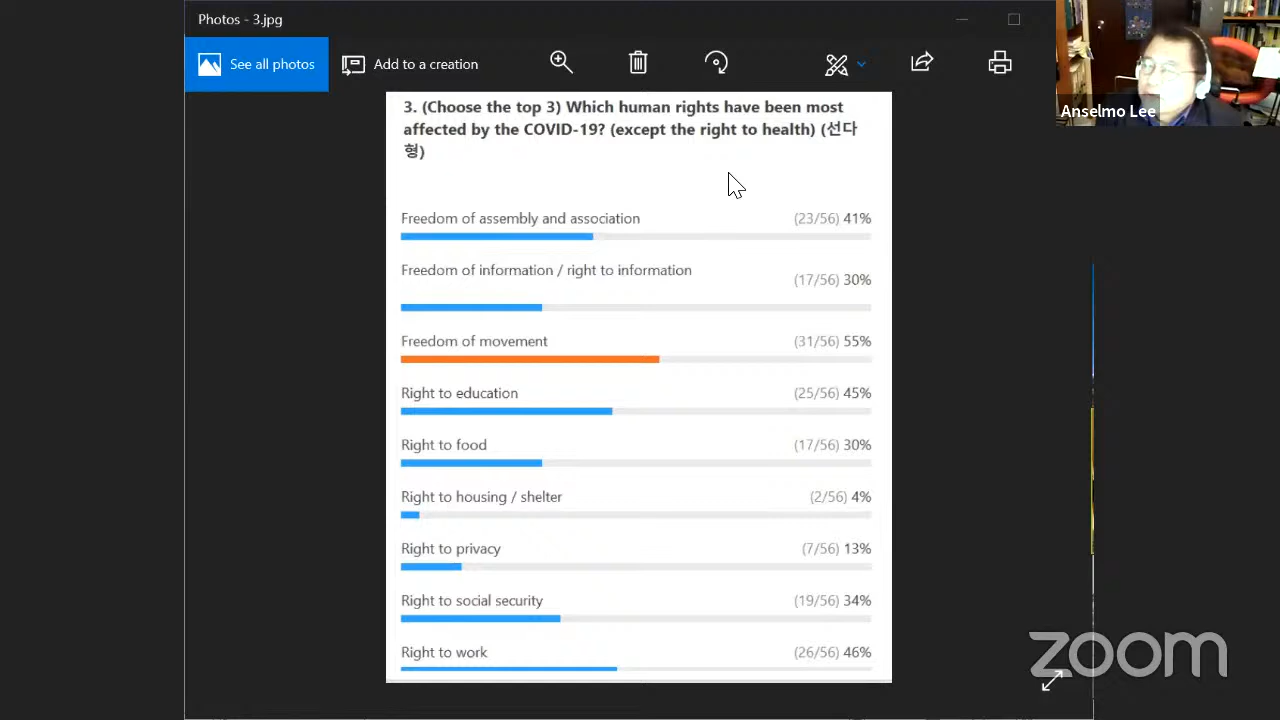 Photos - 3.jpg
See all photos
Add to a creation
Anselmo Lee
3. (Choose the top 3) Which human rights have been most
affected by the COVID-19? (except the right to health) (선다
형)
Freedom of assembly and association (23/56) 41%
Freedom of information / right to information (17/56) 30%
Freedom of movement (31/56) 55%
Right to education (25/56) 45%
Right to food (17/56) 30%
Right to housing / shelter (2/56) 4%
Right to privacy (7/56) 13%
Right to social security (19/56) 34%
Right to work (26/56) 46%
zoom